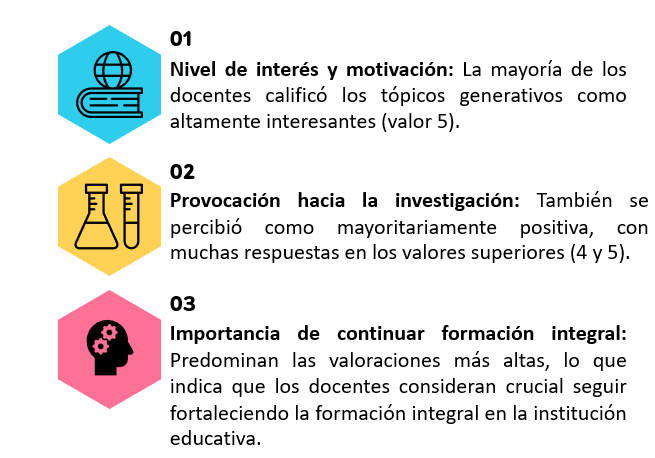 01
Nivel de interés y motivación: La mayoría de los
docentes calificó los tópicos generativos como
altamente interesantes (valor 5).
02
Provocación hacia la investigación: También se
percibió como mayoritariamente positiva, con
muchas respuestas en los valores superiores (4 y 5).
03
Importancia de continuar formación integral:
Predominan las valoraciones más altas, lo que
indica que los docentes consideran crucial seguir
fortaleciendo la formación integral en la institución
educativa.